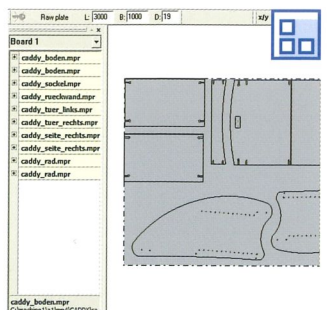 Raw plate L: 3000 B: 1000 D: 19 x/y
Board 1
caddy_boden.mpr
caddy_boden.mpr
caddy_sockel.mpr
caddy_rueckwand.mpr
caddy_tuer_links.mpr
caddy_tuer_rechts.mpr
caddy_seite_rechts.mpr
caddy_seite_rechts.mpr
caddy_rad.mpr
caddy_rad.mpr
caddy_boden.mpr